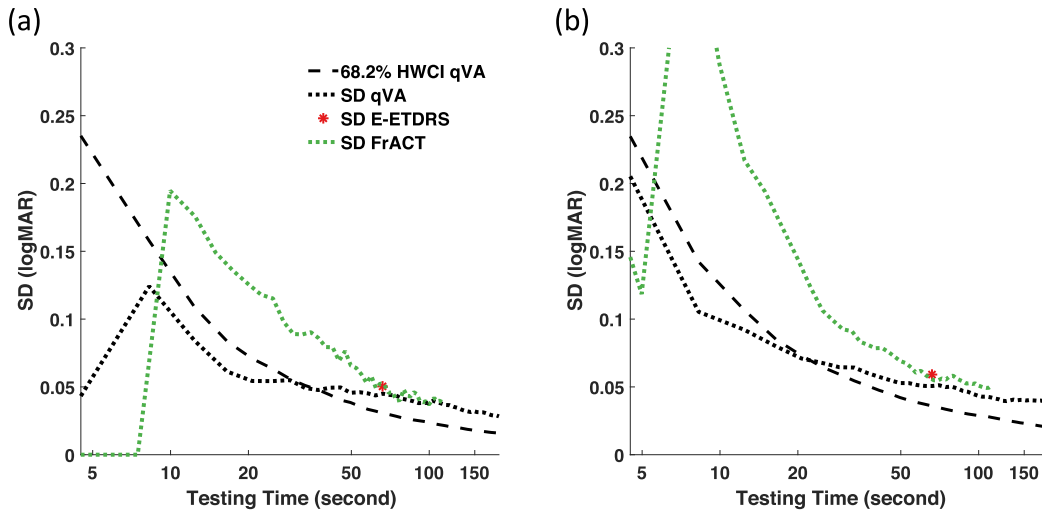 (a)
0.3
0.25
0.2
0.15
0.1
0.05
0
SD (logMAR)
68.2% HWCI qVA
SD qVA
SD E-ETDRS
SD FrACT
5 10 20 50 100 150
Testing Time (second)
(b)
0.3
0.25
0.2
0.15
0.1
0.05
0
SD (logMAR)
5 10 20 50 100 150
Testing Time (second)